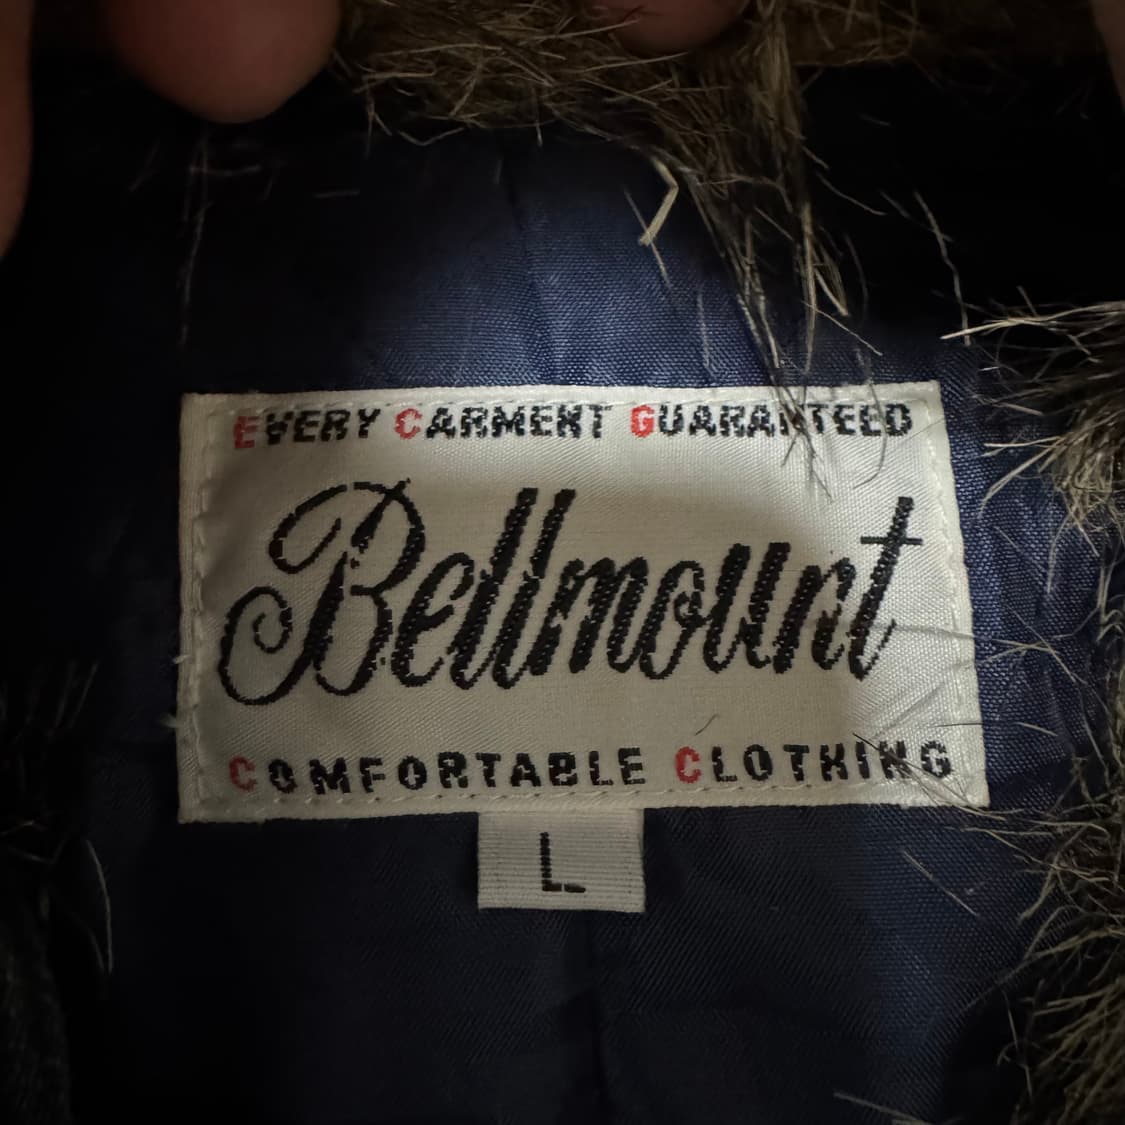 EVERY CARMENT GUARANTEED
Bellmount
COMFORTABLE CLOTHING
L